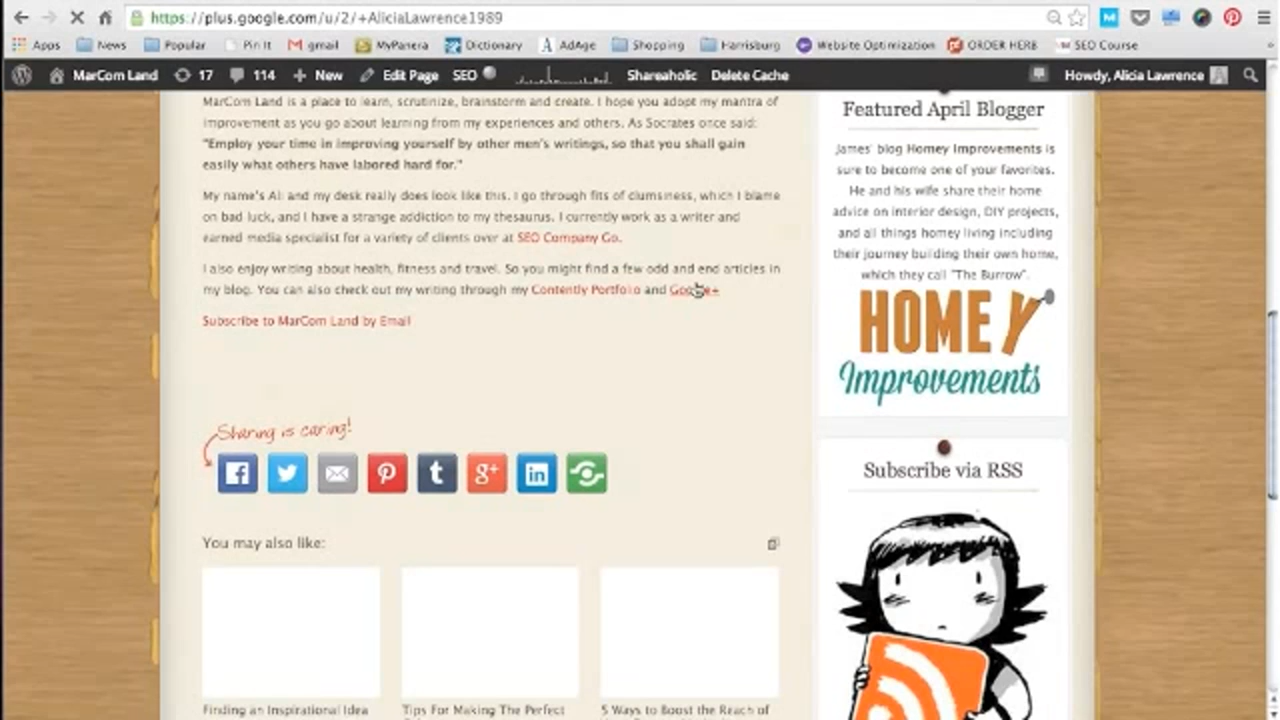 https://plus.google.com/u/2/+AliciaLawrence1989
Apps News Popular Pin It gmail MyPanera Dictionary AdAge Shopping Harrisburg Website Optimization ORDER HERB SEO Course
MarCom Land 17 114 New Edit Page SEO Shareaholic Delete Cache Howdy, Alicia Lawrence
MarCom Land is a place to learn, scrutinize, brainstorm and create. I hope you adopt my mantra of
improvement as you go about learning from my experiences and others. As Socrates once said:
"Employ your time in improving yourself by other men's writings, so that you shall gain
easily what others have labored hard for."
My name's Al: and my desk really does look like this. I go through fits of clumsiness, which I blame
on bad luck, and I have a strange addiction to my thesaurus. I currently work as a writer and
earned media specialist for a variety of clients over at SEO Company Go.
I also enjoy writing about health, fitness and travel. So you might find a few odd and end articles in
my blog. You can also check out my writing through my Contently Portfolio and Google+
Subscribe to MarCom Land by Email
Sharing is caring!
You may also like:
Finding an Inspirational Idea
Tips For Making The Perfect
5 Ways to Boost the Reach of
Featured April Blogger
James' blog Homey Improvements is
sure to become one of your favorites.
He and his wife share their home
advice on interior design, DIY projects,
and all things homey living including
their journey building their own home,
which they call "The Burrow".
HOMEY
Improvements
Subscribe via RSS